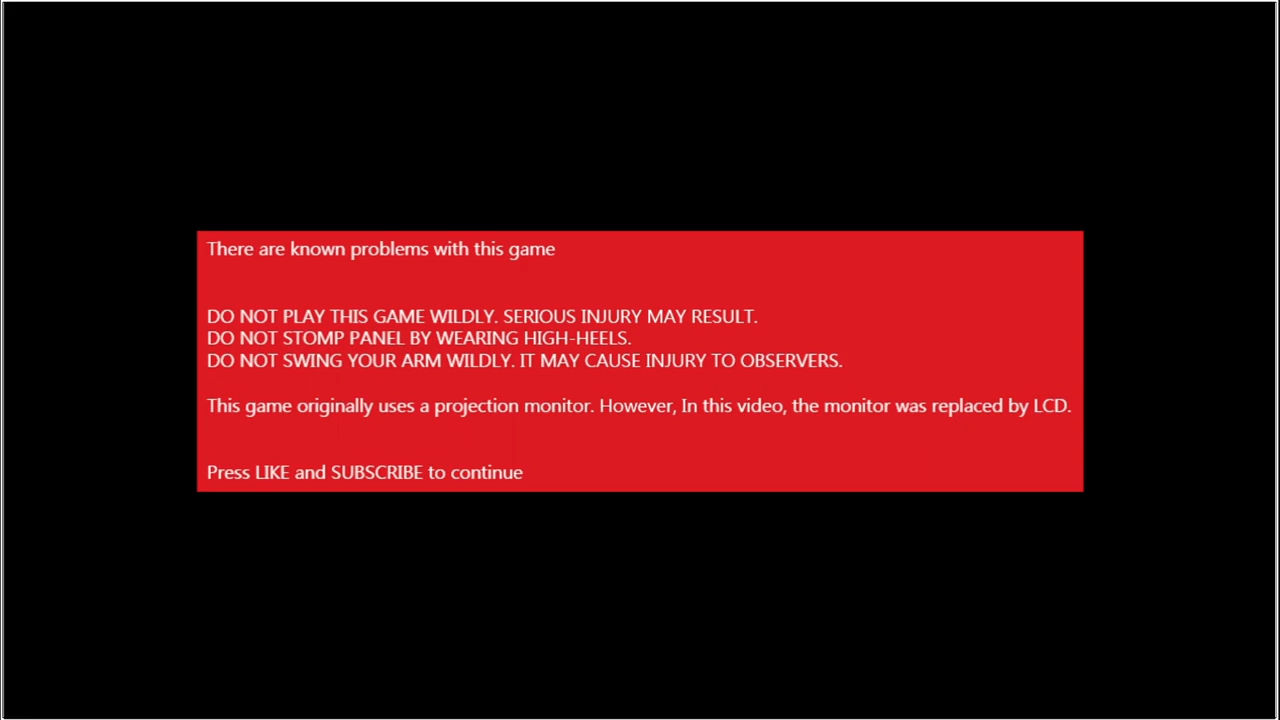 There are known problems with this game
DO NOT PLAY THIS GAME WILDLY. SERIOUS INJURY MAY RESULT.
DO NOT STOMP PANEL BY WEARING HIGH-HEELS.
DO NOT SWING YOUR ARM WILDLY. IT MAY CAUSE INJURY TO OBSERVERS.
This game originally uses a projection monitor. However, In this video, the monitor was replaced by LCD.
Press LIKE and SUBSCRIBE to continue